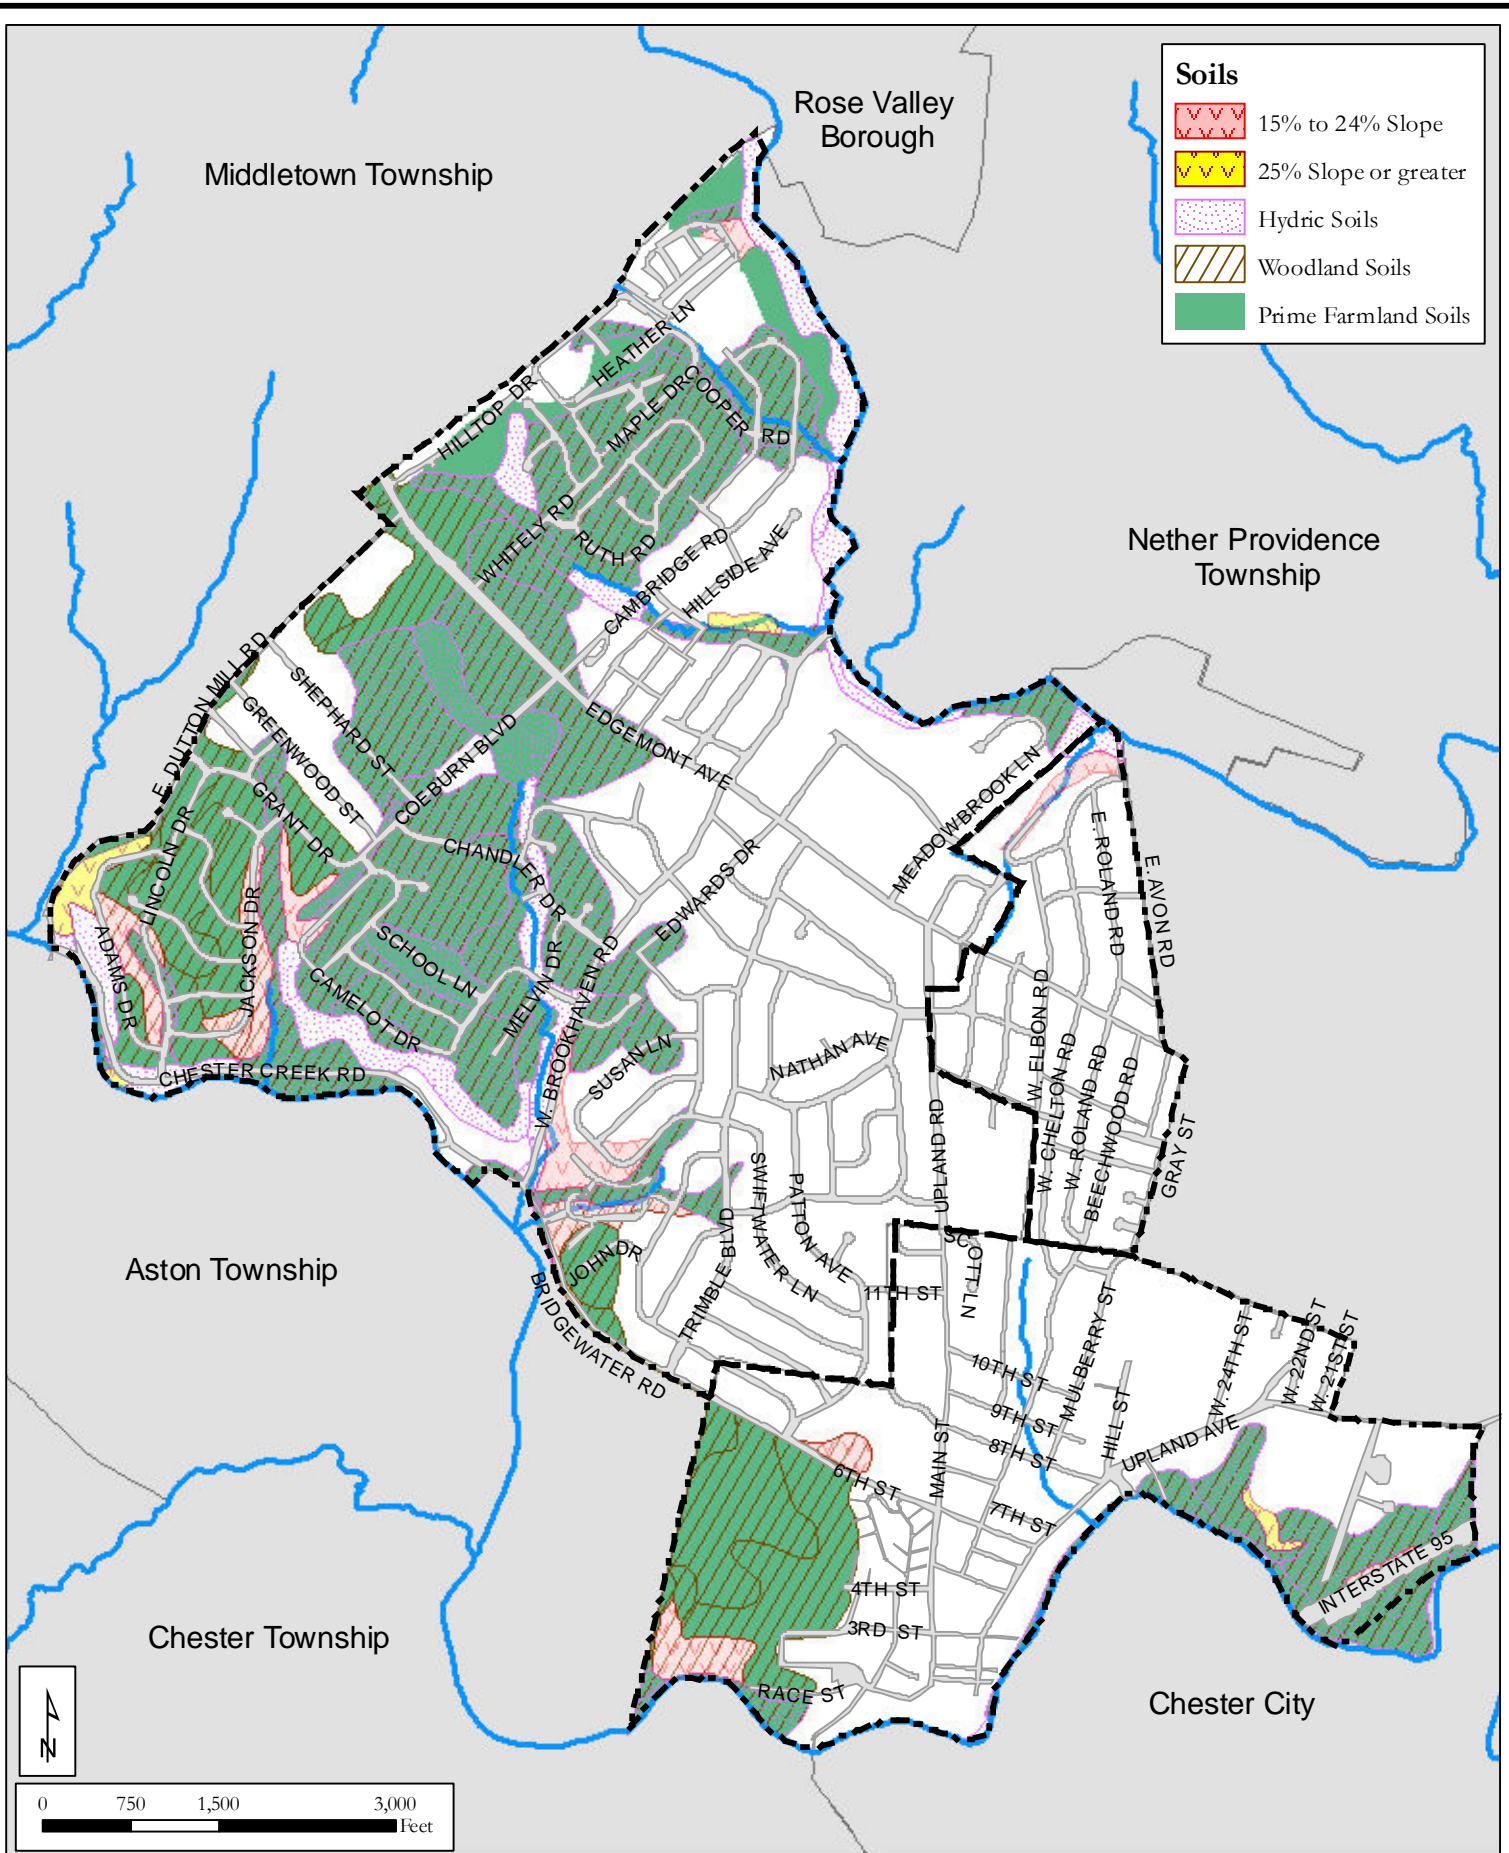 Soils
15% to 24% Slope
25% Slope or greater
Hydric Soils
Woodland Soils
Prime Farmland Soils
Rose Valley
Borough
Middletown Township
Nether Providence
Township
HEATHER LN
HILLTOP DR
MAPLE DR
COOPER RD
WHITELY RD
RUTH RD
CAMBRIDGE RD
HILLSIDE AVE
E. DUTTON MILL RD
SHEPHARD ST
GREENWOOD ST
EDGEMONT AVE
COEBURN BLVD
GRANT DR
LINCOLN DR
CHANDLER DR
EDWARDS DR
MEADOWBROOK LN
E. ROLAND RD
E. AVON RD
ADAMS DR
JACKSON DR
SCHOOL LN
CAMELOT DR
MELVIN DR
W. BROOKHAVEN RD
SUSAN LN
NATHAN AVE
CHESTER CREEK RD
W. ELBON RD
W. CHELTON RD
W. ROLAND RD
BEECHWOOD RD
GRAY ST
UPLAND RD
SWIFTWATER LN
PATTON AVE
TRIMBLE BLVD
JOHN DR
BRIDGEWATER RD
SCOTT LN
11TH ST
10TH ST
9TH ST
8TH ST
7TH ST
6TH ST
4TH ST
3RD ST
RACE ST
MAIN ST
MULBERRY ST
HILL ST
UPLAND AVE
W. 24TH ST
W. 22ND ST
W. 21ST ST
INTERSTATE 95
Aston Township
Chester Township
Chester City
N
0 750 1,500 3,000
Feet